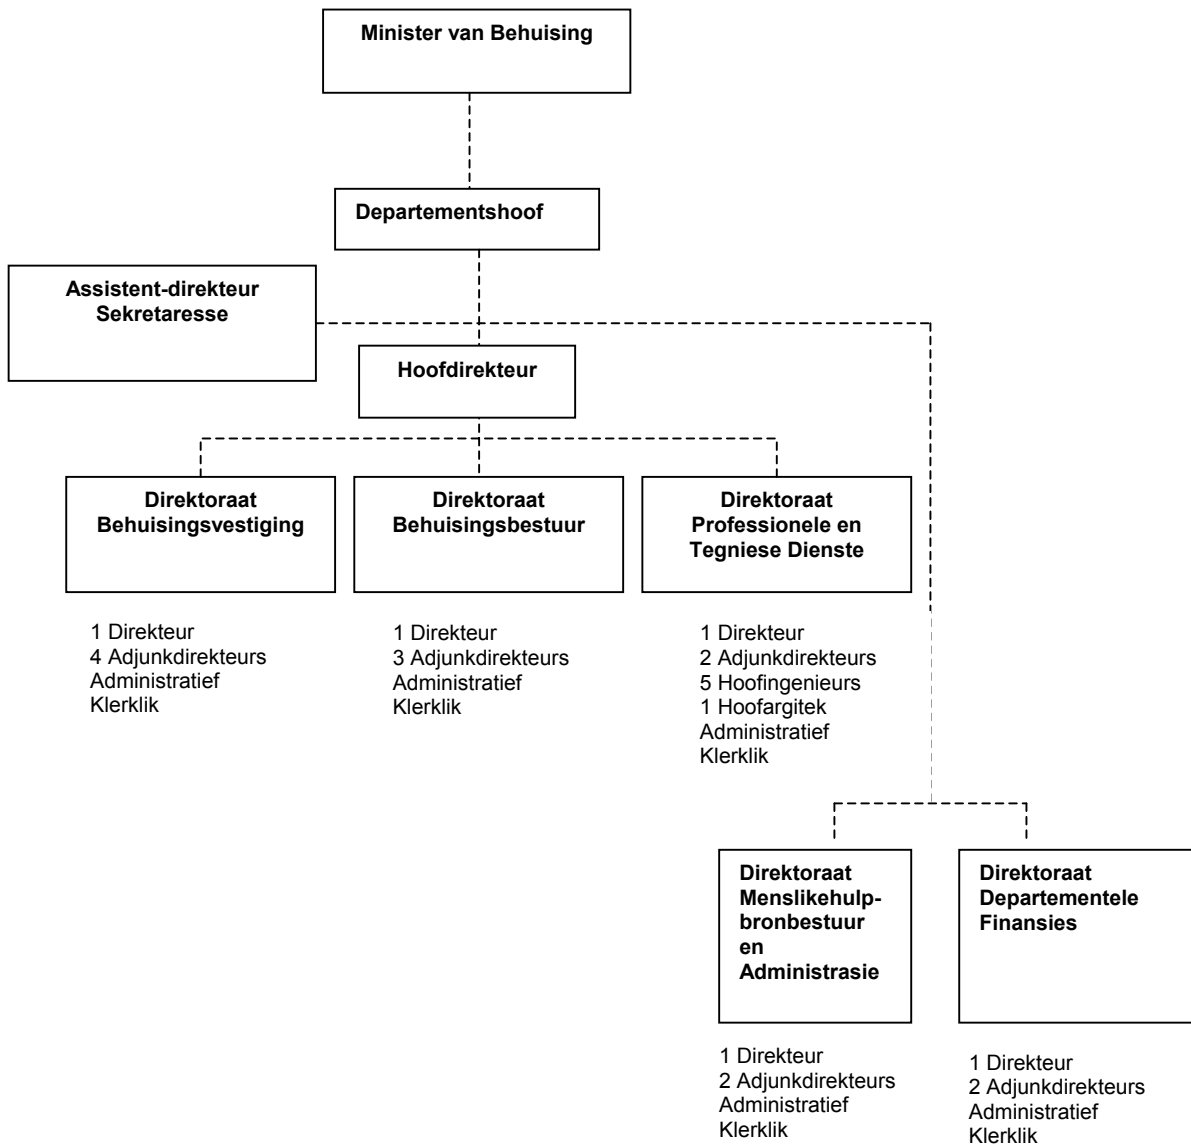 Minister van Behuising
Departementshoof
Assistent-direkteur
Sekretaresse
Hoofdirekteur
Direktoraat
Behuisingsvestiging
Direktoraat
Behuisingsbestuur
Direktoraat
Professionele en
Tegniese Dienste
1 Direkteur
4 Adjunkdirekteurs
Administratief
Klerklik
1 Direkteur
3 Adjunkdirekteurs
Administratief
Klerklik
1 Direkteur
2 Adjunkdirekteurs
5 Hoofingenieurs
1 Hoofargitek
Administratief
Klerklik
Direktoraat
Menslikehulp-
bronbestuur
en
Administrasie
Direktoraat
Departementele
Finansies
1 Direkteur
2 Adjunkdirekteurs
Administratief
Klerklik
1 Direkteur
2 Adjunkdirekteurs
Administratief
Klerklik